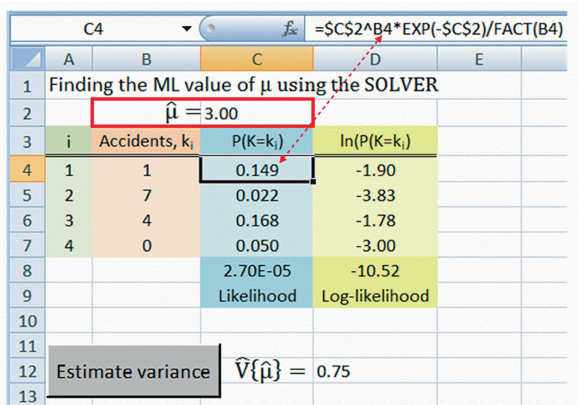 C4 fx =$C$2^B4*EXP(-$C$2)/FACT(B4)
A B C D E
1 Finding the ML value of μ using the SOLVER
2 μ̂ = 3.00
3 i Accidents, kᵢ P(K=kᵢ) ln(P(K=kᵢ)
4 1 1 0.149 -1.90
5 2 7 0.022 -3.83
6 3 4 0.168 -1.78
7 4 0 0.050 -3.00
8 2.70E-05 -10.52
9 Likelihood Log-likelihood
10
11
12 Estimate variance V̂{μ̂} = 0.75
13